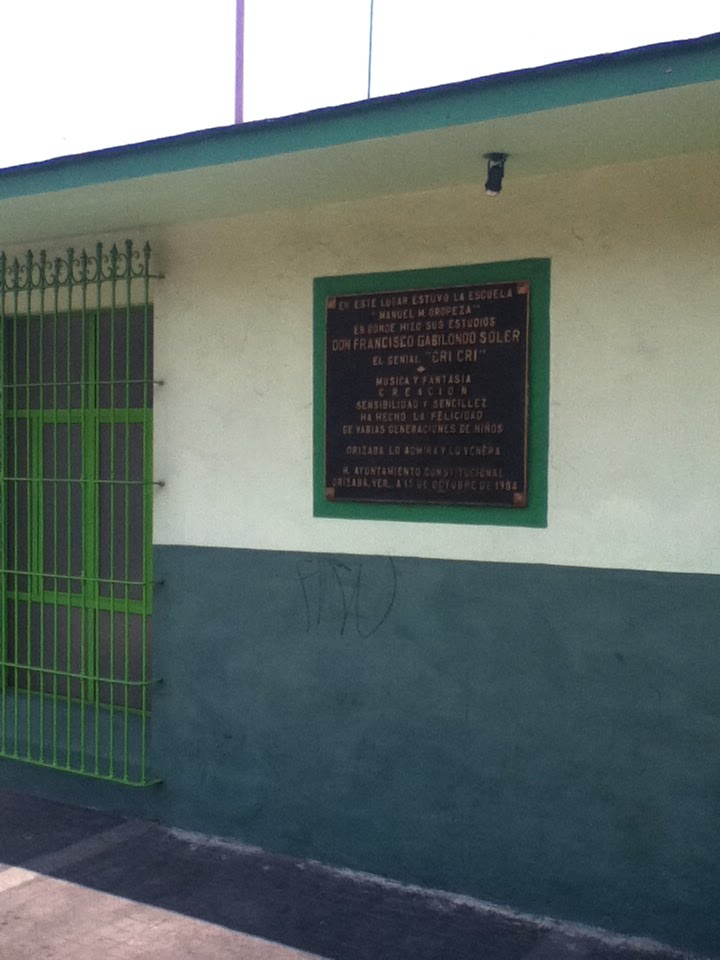 EN ESTE LUGAR ESTUVO LA ESCUELA
"MANUEL M. OROPEZA"
EN DONDE HIZO SUS ESTUDIOS
DON FRANCISCO GABILONDO SOLER
EL GENIAL "CRI CRI"
MUSICA Y FANTASIA
CREACION
SENSIBILIDAD Y SENCILLEZ
HA HECHO LA FELICIDAD
DE VARIAS GENERACIONES DE NIÑOS
ORIZABA LO ADMIRA Y LO VENERA
H. AYUNTAMIENTO CONSTITUCIONAL
ORIZABA, VER., A 15 DE OCTUBRE DE 1984